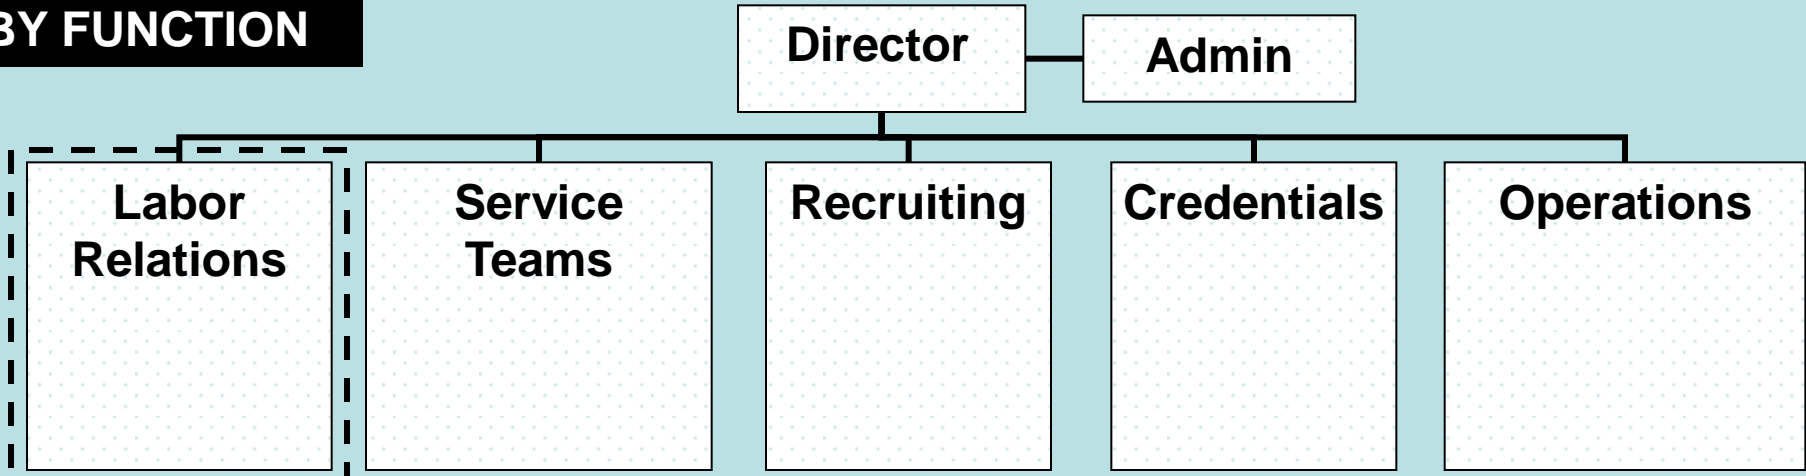 BY FUNCTION
Director
Admin
Labor
Relations
Service
Teams
Recruiting
Credentials
Operations